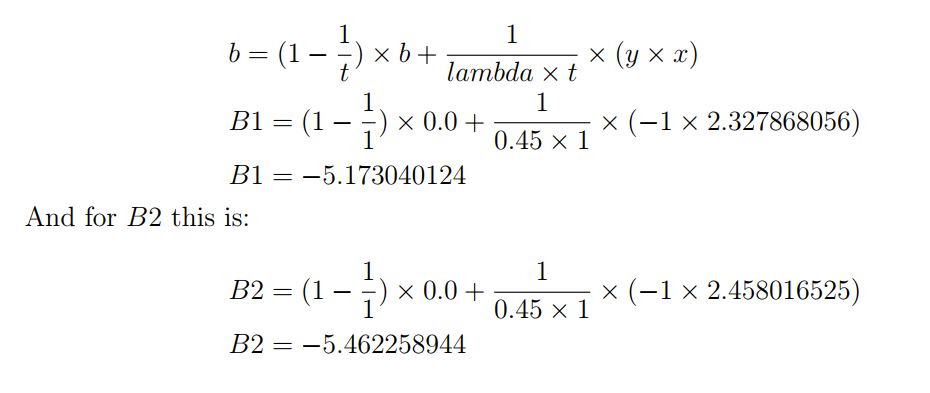 b = (1 − 1/t) × b + 1/(lambda × t) × (y × x)
B1 = (1 − 1/1) × 0.0 + 1/(0.45 × 1) × (−1 × 2.327868056)
B1 = −5.173040124
And for B2 this is:
B2 = (1 − 1/1) × 0.0 + 1/(0.45 × 1) × (−1 × 2.458016525)
B2 = −5.462258944